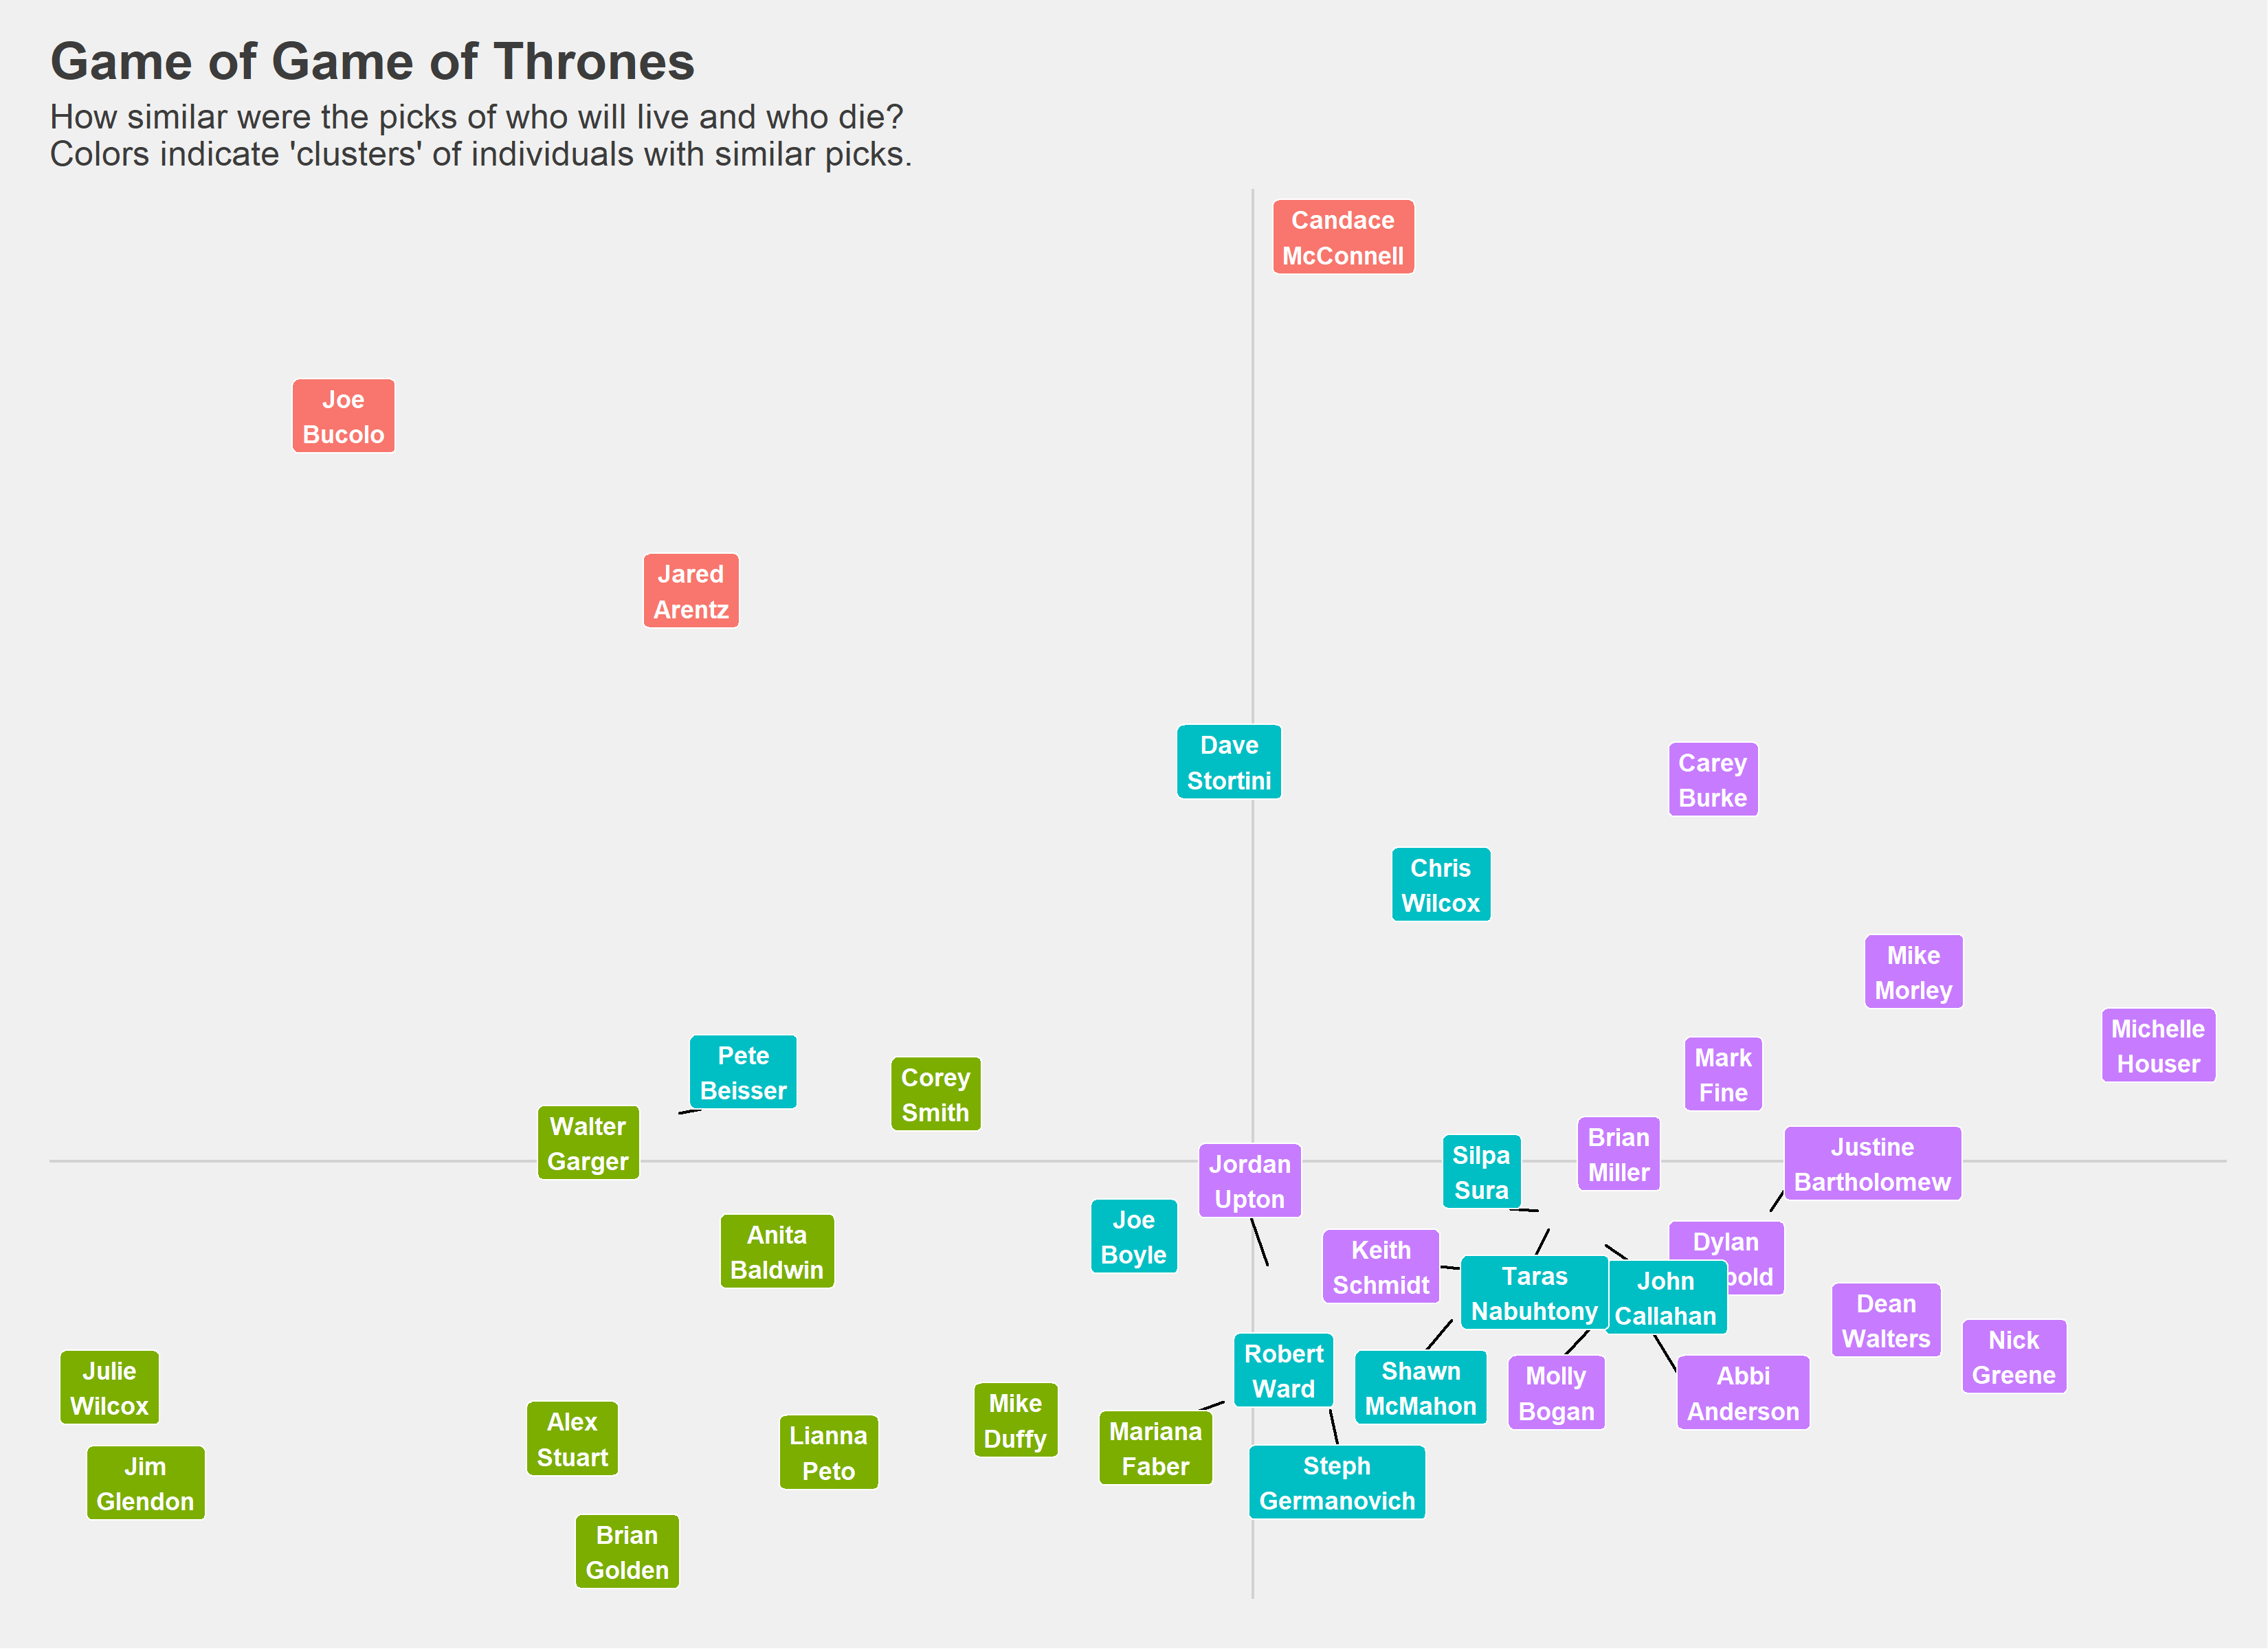 Game of Game of Thrones
How similar were the picks of who will live and who die?
Colors indicate 'clusters' of individuals with similar picks.
Candace
McConnell
Joe
Bucolo
Jared
Arentz
Dave
Stortini
Carey
Burke
Chris
Wilcox
Mike
Morley
Michelle
Houser
Pete
Beisser
Corey
Smith
Mark
Fine
Walter
Garger
Brian
Miller
Justine
Bartholomew
Silpa
Sura
Jordan
Upton
Joe
Boyle
Anita
Baldwin
Keith
Schmidt
Dylan
Taras
Nabuhtony
John
Callahan
Dean
Walters
Nick
Greene
Robert
Ward
Julie
Wilcox
Shawn
McMahon
Molly
Bogan
Abbi
Anderson
Mike
Duffy
Alex
Stuart
Lianna
Peto
Mariana
Faber
Jim
Glendon
Steph
Germanovich
Brian
Golden